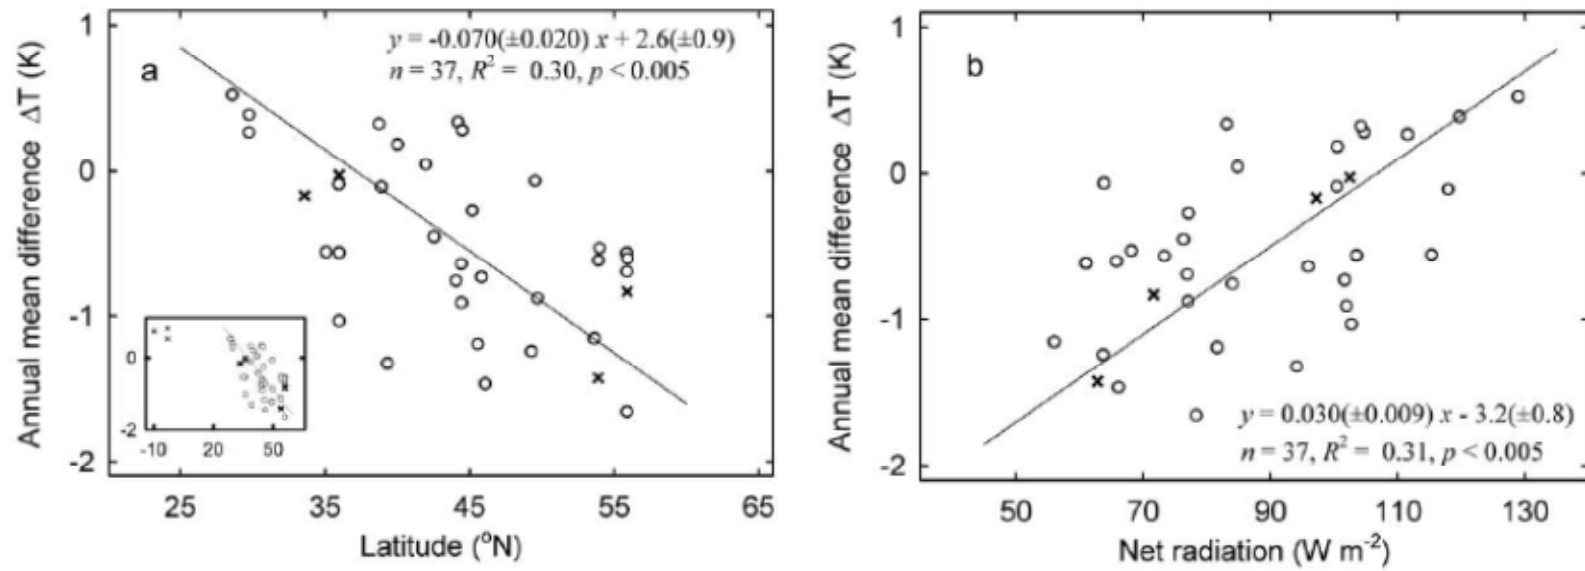 a
y = -0.070(±0.020) x + 2.6(±0.9)
n = 37, R² = 0.30, p < 0.005
Annual mean difference ΔT (K)
1
0
-1
-2
25 35 45 55 65
Latitude (°N)
0
-2
-10 20 50
b
Annual mean difference ΔT (K)
1
0
-1
-2
y = 0.030(±0.009) x - 3.2(±0.8)
n = 37, R² = 0.31, p < 0.005
50 70 90 110 130
Net radiation (W m⁻²)